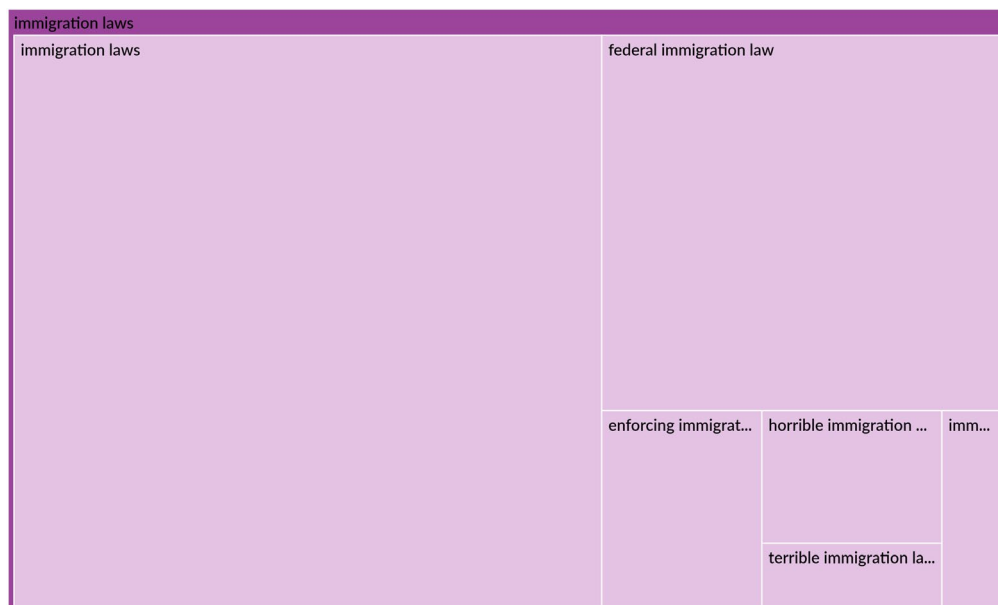 immigration laws
immigration laws
federal immigration law
enforcing immigrat...
horrible immigration ...
imm...
terrible immigration la...